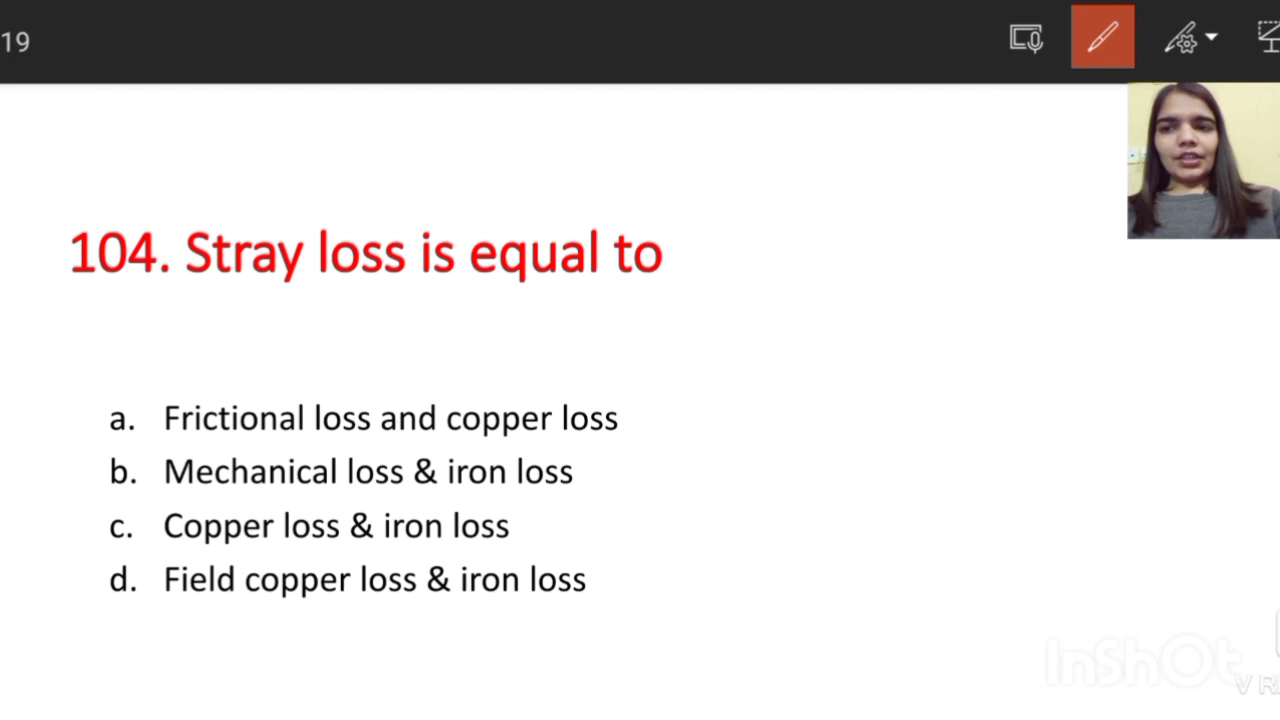 19
104. Stray loss is equal to
a. Frictional loss and copper loss
b. Mechanical loss & iron loss
c. Copper loss & iron loss
d. Field copper loss & iron loss
InShOt